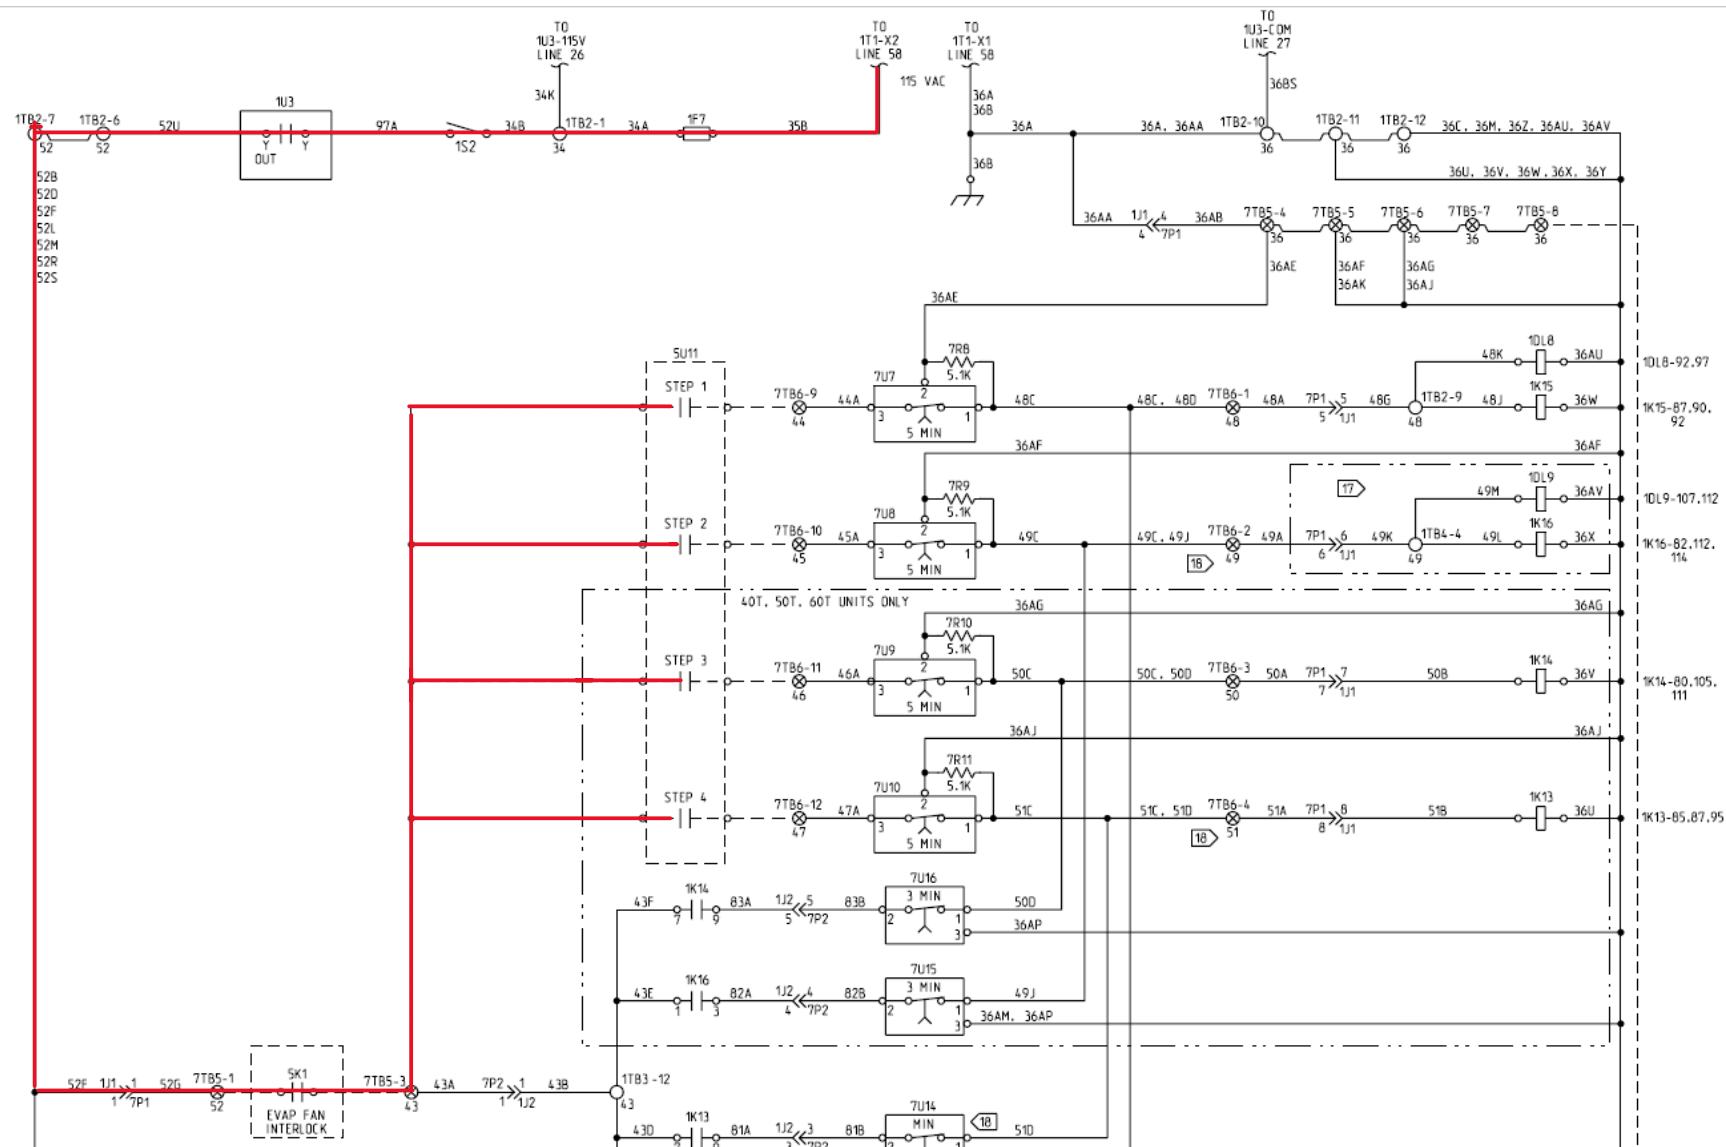 TO
1U3-115V
LINE 26
TO
1T1-X2
LINE 58
TO
1T1-X1
LINE 58
TO
1U3-COM
LINE 27
115 VAC
34K
36A
36B
36BS
1TB2-7
1TB2-6
52U
1U3
97A
34B
1TB2-1
34A
1F7
35B
36A
36A, 36AA
1TB2-10
1TB2-11
1TB2-12
36C, 36M, 36Z, 36AU, 36AV
52
52
Y
Y
OUT
1S2
34
36
36
36
36B
36U, 36V, 36W, 36X, 36Y
52B
52D
52F
52L
52M
52R
52S
36AA
1J1
4
4
7P1
36AB
7TB5-4
7TB5-5
7TB5-6
7TB5-7
7TB5-8
36
36
36
36
36
36AE
36AF
36AK
36AG
36AJ
36AE
5U11
7R8
5.1K
1DL8
48K
36AU
1DL8-92,97
STEP 1
7TB6-9
44A
44
7U7
2
3
1
5 MIN
48C
48C, 48D
7TB6-1
48
48A
7P1
5
5
1J1
48G
1TB2-9
48
48J
1K15
36W
1K15-87,90,
92
36AF
36AF
7R9
5.1K
17
1DL9
49M
36AV
1DL9-107,112
STEP 2
7TB6-10
45A
45
7U8
2
3
1
5 MIN
49C
49C, 49J
7TB6-2
49
18
49A
7P1
6
6
1J1
49K
1TB4-4
49
49L
1K16
36X
1K16-82,112,
114
40T, 50T, 60T UNITS ONLY
36AG
36AG
7R10
5.1K
STEP 3
7TB6-11
46A
46
7U9
2
3
1
5 MIN
50C
50C, 50D
7TB6-3
50
50A
7P1
7
7
1J1
50B
1K14
36V
1K14-80,105,
111
36AJ
36AJ
7R11
5.1K
STEP 4
7TB6-12
47A
47
7U10
2
3
1
5 MIN
51C
51C, 51D
7TB6-4
51
18
51A
7P1
8
8
1J1
51B
1K13
36U
1K13-85,87,95
43F
1K14
7
9
83A
1J2
5
5
7P2
83B
7U16
3 MIN
2
1
3
50D
36AP
43E
1K16
1
3
82A
1J2
4
4
7P2
82B
7U15
3 MIN
2
1
3
49J
36AM, 36AP
52F
1J1
1
1
7P1
52G
7TB5-1
52
5K1
EVAP FAN
INTERLOCK
7TB5-3
43
43A
7P2
1
1
1J2
43B
1TB3-12
43
43D
1K13
81A
1J2
3
81B
7U14
MIN
18
51D